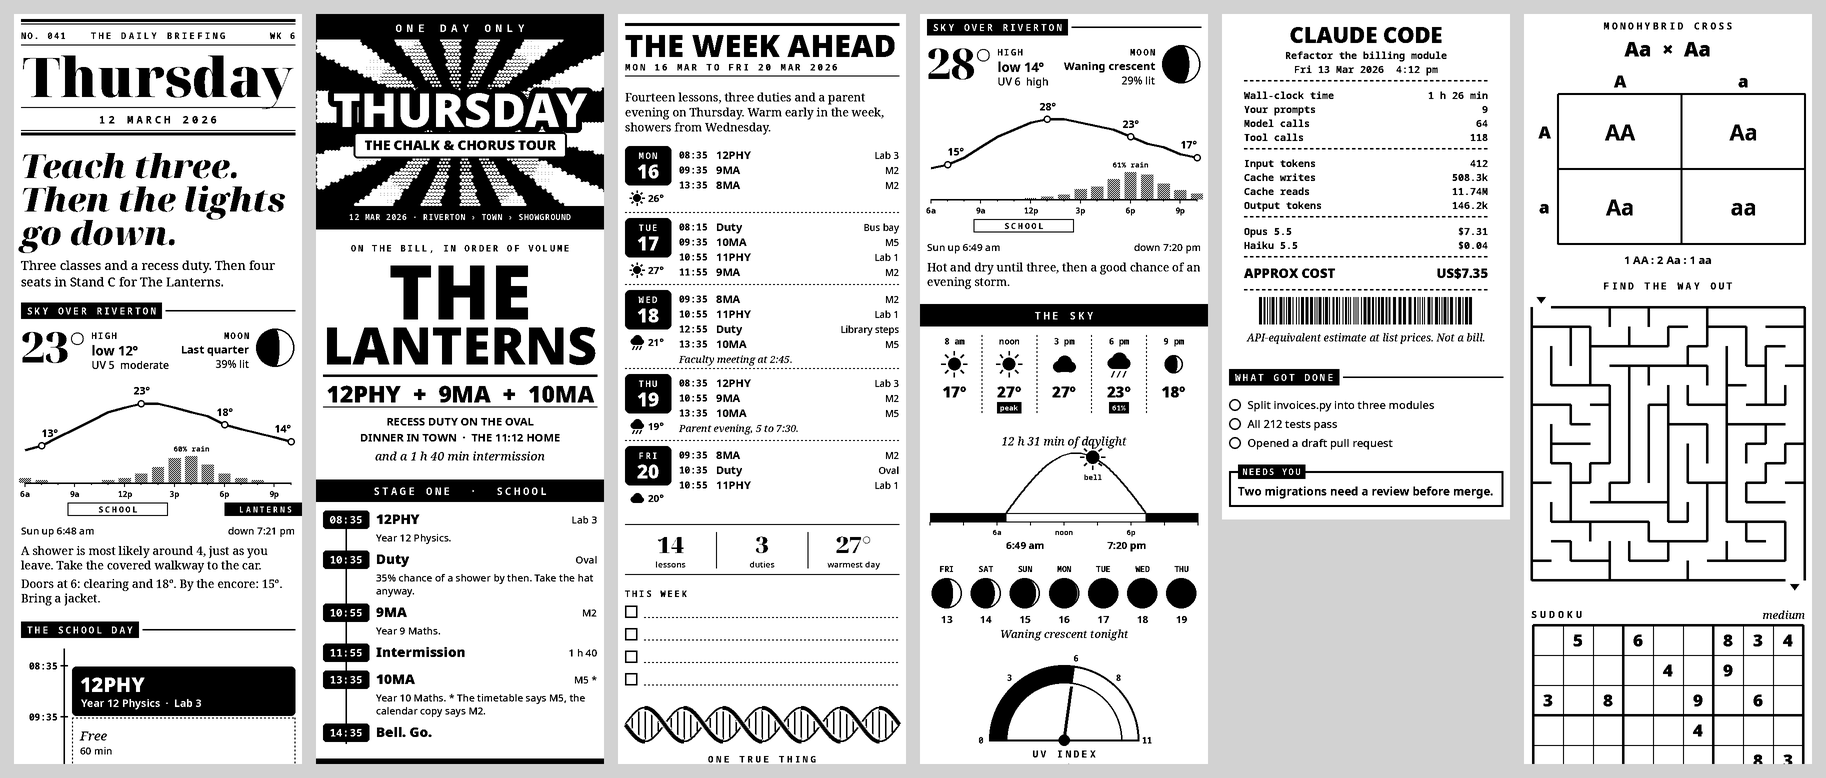 NO. 041 THE DAILY BRIEFING WK 6
Thursday
12 MARCH 2026
Teach three.
Then the lights
go down.
Three classes and a recess duty. Then four
seats in Stand C for The Lanterns.
SKY OVER RIVERTON
23°
HIGH
low 12°
UV 5 moderate
MOON
Last quarter
39% lit
23°
18°
13°
14°
60% rain
6a 9a 12p 3p 6p 9p
SCHOOL LANTERNS
Sun up 6:48 am down 7:21 pm
A shower is most likely around 4, just as you
leave. Take the covered walkway to the car.
Doors at 6: clearing and 18°. By the encore: 15°.
Bring a jacket.
THE SCHOOL DAY
08:35
12PHY
Year 12 Physics · Lab 3
09:35
Free
60 min
ONE DAY ONLY
THURSDAY
THE CHALK & CHORUS TOUR
12 MAR 2026 · RIVERTON › TOWN › SHOWGROUND
ON THE BILL, IN ORDER OF VOLUME
THE
LANTERNS
12PHY + 9MA + 10MA
RECESS DUTY ON THE OVAL
DINNER IN TOWN · THE 11:12 HOME
and a 1 h 40 min intermission
STAGE ONE · SCHOOL
08:35 12PHY Lab 3
Year 12 Physics.
10:35 Duty Oval
35% chance of a shower by then. Take the hat
anyway.
10:55 9MA M2
Year 9 Maths.
11:55 Intermission 1 h 40
13:35 10MA M5 *
Year 10 Maths. * The timetable says M5, the
calendar copy says M2.
14:35 Bell. Go.
THE WEEK AHEAD
MON 16 MAR TO FRI 20 MAR 2026
Fourteen lessons, three duties and a parent
evening on Thursday. Warm early in the week,
showers from Wednesday.
MON
16
26°
08:35 12PHY Lab 3
09:35 9MA M2
13:35 8MA M2
TUE
17
27°
08:15 Duty Bus bay
09:35 10MA M5
10:55 11PHY Lab 1
11:55 9MA M2
WED
18
21°
09:35 8MA M2
10:55 11PHY Lab 1
12:55 Duty Library steps
13:35 10MA M5
Faculty meeting at 2:45.
THU
19
19°
08:35 12PHY Lab 3
10:55 9MA M2
13:35 10MA M5
Parent evening, 5 to 7:30.
FRI
20
20°
09:35 8MA M2
10:35 Duty Oval
10:55 11PHY Lab 1
14 3 27°
lessons duties warmest day
THIS WEEK
ONE TRUE THING
SKY OVER RIVERTON
28°
HIGH
low 14°
UV 6 high
MOON
Waning crescent
29% lit
28°
23°
15°
17°
61% rain
6a 9a 12p 3p 6p 9p
SCHOOL
Sun up 6:49 am down 7:20 pm
Hot and dry until three, then a good chance of an
evening storm.
THE SKY
8 am noon 3 pm 6 pm 9 pm
17° 27° 27° 23° 18°
peak 61%
12 h 31 min of daylight
bell
6a noon 6p
6:49 am 7:20 pm
FRI SAT SUN MON TUE WED THU
13 14 15 16 17 18 19
Waning crescent tonight
0 3 6 8 11
UV INDEX
CLAUDE CODE
Refactor the billing module
Fri 13 Mar 2026 4:12 pm
Wall-clock time 1 h 26 min
Your prompts 9
Model calls 64
Tool calls 118
Input tokens 412
Cache writes 508.3k
Cache reads 11.74M
Output tokens 146.2k
Opus 5.5 $7.31
Haiku 5.5 $0.04
APPROX COST US$7.35
API-equivalent estimate at list prices. Not a bill.
WHAT GOT DONE
Split invoices.py into three modules
All 212 tests pass
Opened a draft pull request
NEEDS YOU
Two migrations need a review before merge.
MONOHYBRID CROSS
Aa × Aa
A a
A AA Aa
a Aa aa
1 AA : 2 Aa : 1 aa
FIND THE WAY OUT
SUDOKU medium
5 6 8 3 4
4 9
3 8 9 6
4
8 3